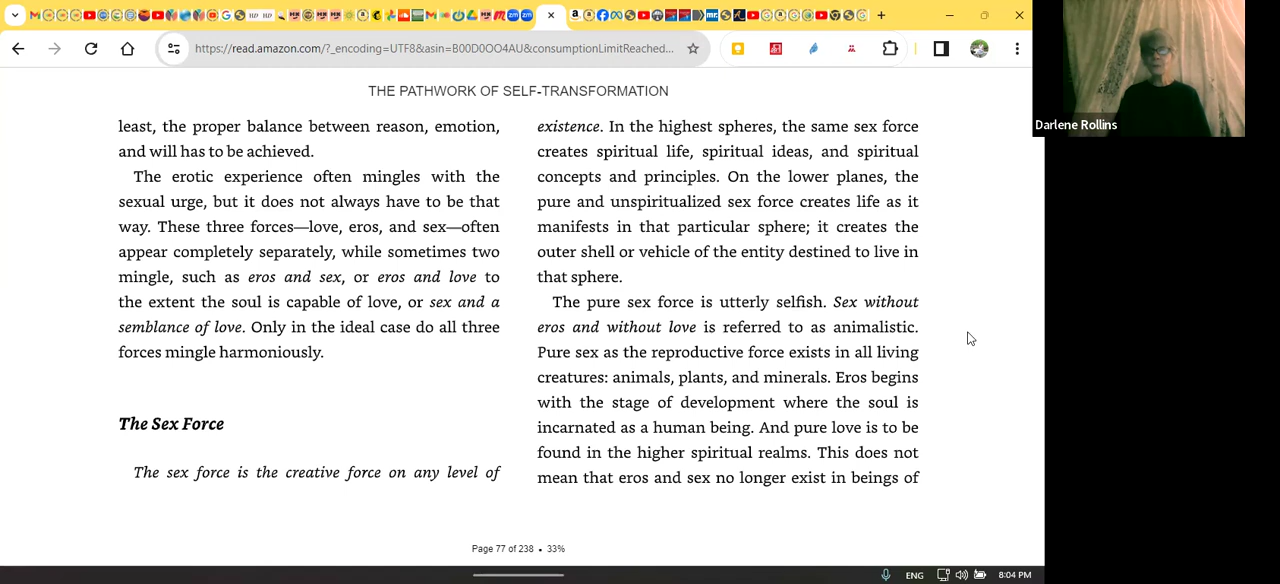 https://read.amazon.com/?_encoding=UTF8&asin=B00D0OO4AU&consumptionLimitReached...
Darlene Rollins
THE PATHWORK OF SELF-TRANSFORMATION
least, the proper balance between reason, emotion,
and will has to be achieved.
The erotic experience often mingles with the
sexual urge, but it does not always have to be that
way. These three forces—love, eros, and sex—often
appear completely separately, while sometimes two
mingle, such as eros and sex, or eros and love to
the extent the soul is capable of love, or sex and a
semblance of love. Only in the ideal case do all three
forces mingle harmoniously.
The Sex Force
The sex force is the creative force on any level of
existence. In the highest spheres, the same sex force
creates spiritual life, spiritual ideas, and spiritual
concepts and principles. On the lower planes, the
pure and unspiritualized sex force creates life as it
manifests in that particular sphere; it creates the
outer shell or vehicle of the entity destined to live in
that sphere.
The pure sex force is utterly selfish. Sex without
eros and without love is referred to as animalistic.
Pure sex as the reproductive force exists in all living
creatures: animals, plants, and minerals. Eros begins
with the stage of development where the soul is
incarnated as a human being. And pure love is to be
found in the higher spiritual realms. This does not
mean that eros and sex no longer exist in beings of
Page 77 of 238 • 33%
ENG
8:04 PM